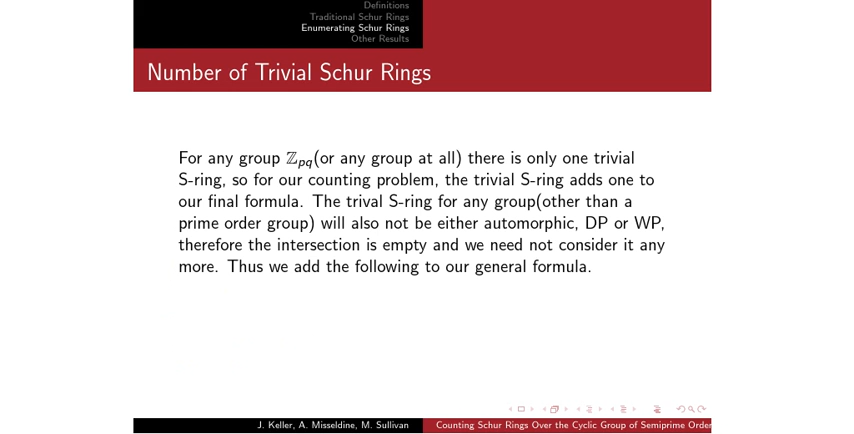 Definitions
Traditional Schur Rings
Enumerating Schur Rings
Other Results
Number of Trivial Schur Rings
For any group ℤpq(or any group at all) there is only one trivial
S-ring, so for our counting problem, the trivial S-ring adds one to
our final formula. The trival S-ring for any group(other than a
prime order group) will also not be either automorphic, DP or WP,
therefore the intersection is empty and we need not consider it any
more. Thus we add the following to our general formula.
J. Keller, A. Misseldine, M. Sullivan
Counting Schur Rings Over the Cyclic Group of Semiprime Order